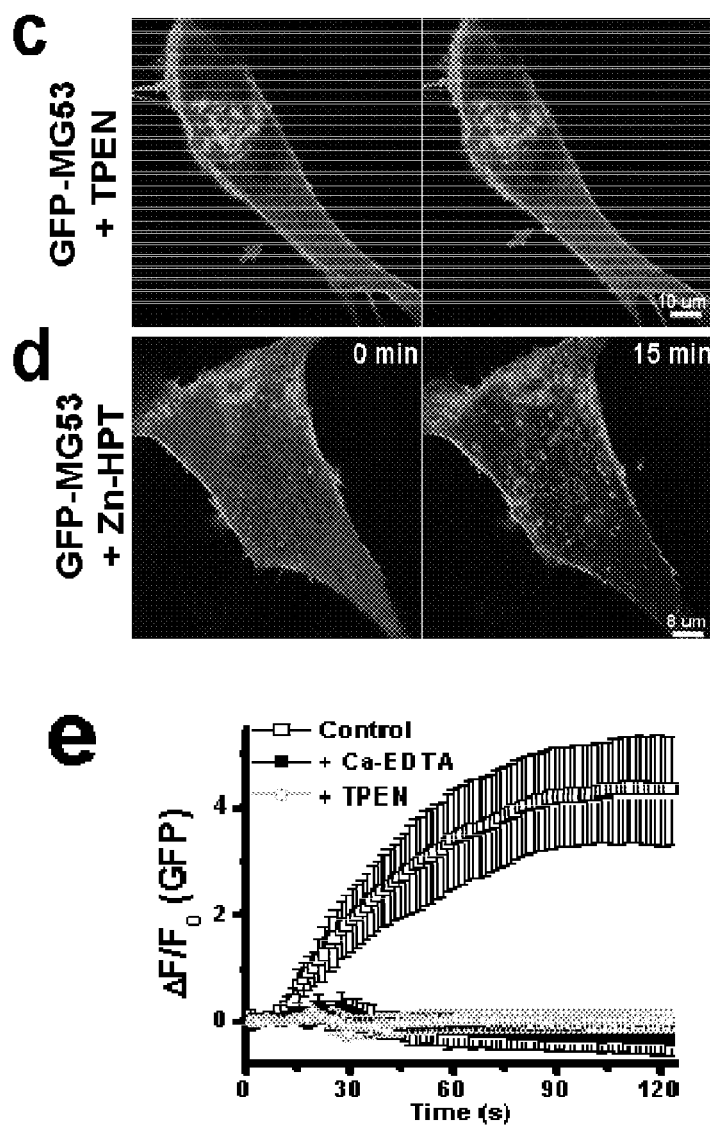 c
GFP-MG53
+ TPEN
10 um
d
GFP-MG53
+ Zn-HPT
0 min
15 min
8 um
e
Control
+ Ca-EDTA
+ TPEN
ΔF/F0 (GFP)
4
2
0
0
30
60
90
120
Time (s)